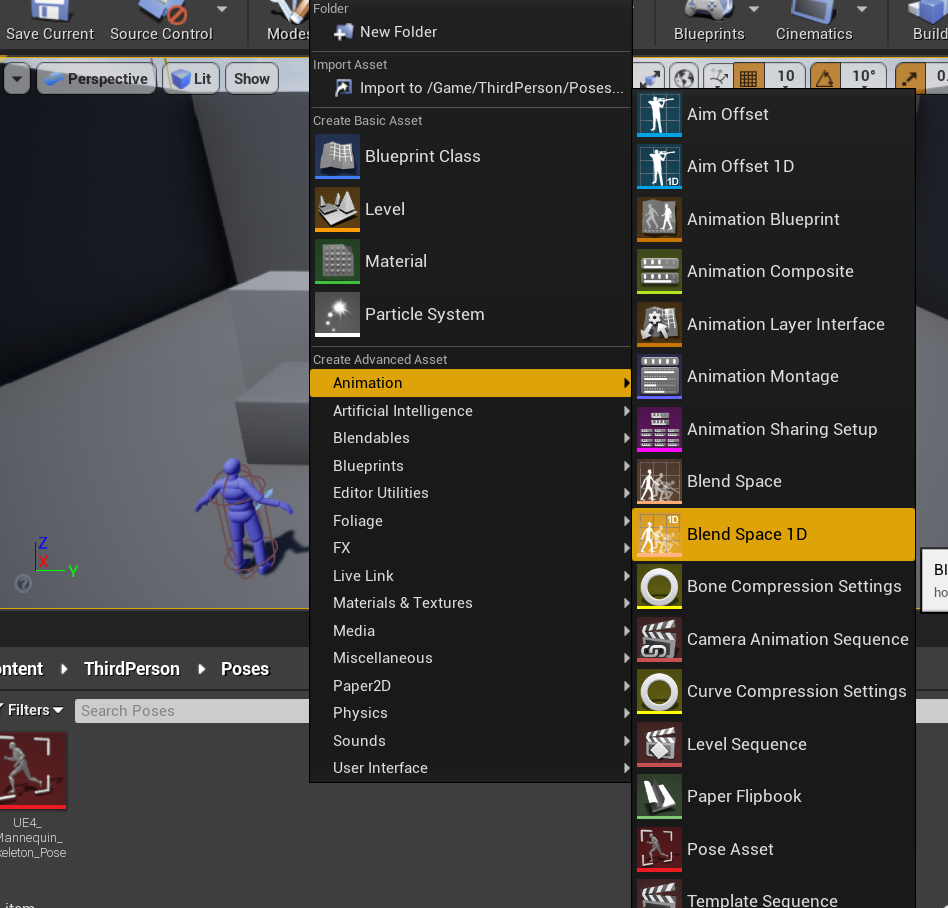 Save Current
Source Control
Modes
Blueprints
Cinematics
Build
Perspective
Lit
Show
10
10°
0.
Z
X
Y
?
Folder
New Folder
Import Asset
Import to /Game/ThirdPerson/Poses...
Create Basic Asset
Blueprint Class
Level
Material
Particle System
Create Advanced Asset
Animation
Artificial Intelligence
Blendables
Blueprints
Editor Utilities
Foliage
FX
Live Link
Materials & Textures
Media
Miscellaneous
Paper2D
Physics
Sounds
User Interface
Aim Offset
1D
Aim Offset 1D
Animation Blueprint
Animation Composite
Animation Layer Interface
Animation Montage
Animation Sharing Setup
Blend Space
1D
Blend Space 1D
Bone Compression Settings
Camera Animation Sequence
Curve Compression Settings
Level Sequence
Paper Flipbook
Pose Asset
Template Sequence
Bl
ho
ontent
ThirdPerson
Poses
Filters
Search Poses
UE4_
Mannequin_
keleton_Pose
item